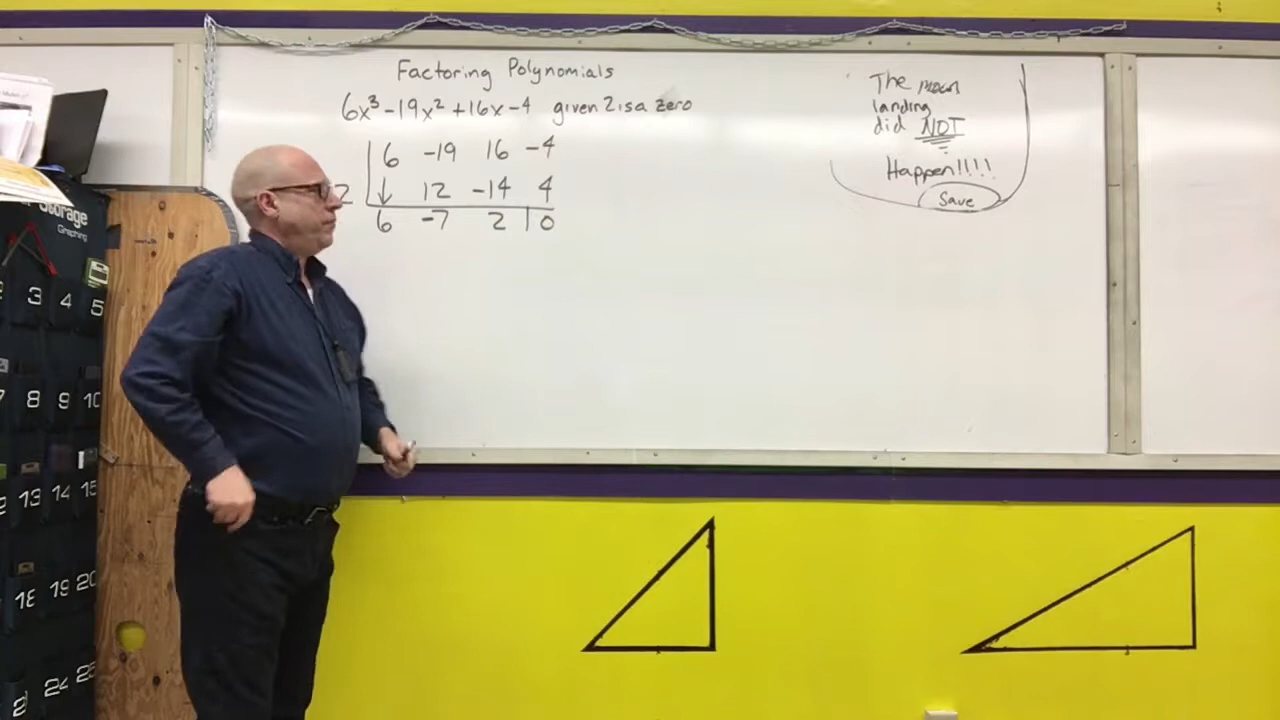 Factoring Polynomials
6x³ -19x² +16x -4 given 2 is a zero
6 -19 16 -4
2 ↓ 12 -14 4
6 -7 2 0
The moon
landing
did NOT
Happen!!!!
Save
Storage
Graphing
3 4 5
8 9 10
13 14 15
18 19 20
24 25